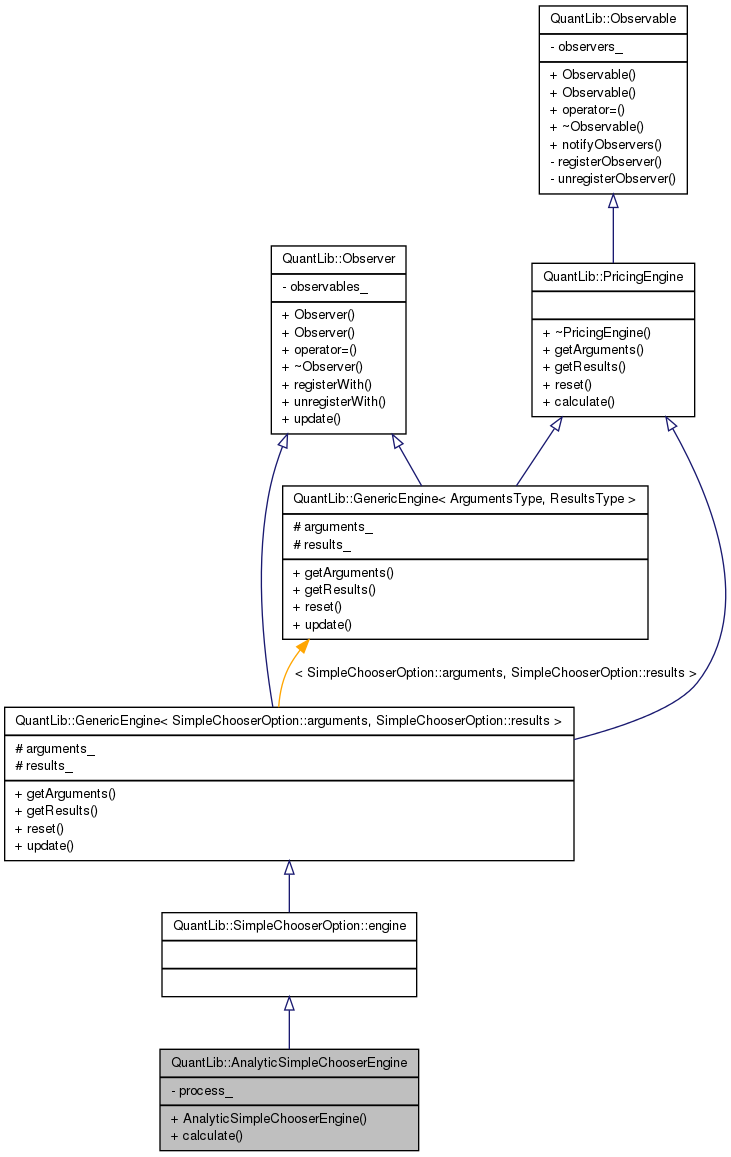 QuantLib::Observable
- observers_
+ Observable()
+ Observable()
+ operator=()
+ ~Observable()
+ notifyObservers()
- registerObserver()
- unregisterObserver()
QuantLib::Observer
- observables_
+ Observer()
+ Observer()
+ operator=()
+ ~Observer()
+ registerWith()
+ unregisterWith()
+ update()
QuantLib::PricingEngine
+ ~PricingEngine()
+ getArguments()
+ getResults()
+ reset()
+ calculate()
QuantLib::GenericEngine< ArgumentsType, ResultsType >
# arguments_
# results_
+ getArguments()
+ getResults()
+ reset()
+ update()
< SimpleChooserOption::arguments, SimpleChooserOption::results >
QuantLib::GenericEngine< SimpleChooserOption::arguments, SimpleChooserOption::results >
# arguments_
# results_
+ getArguments()
+ getResults()
+ reset()
+ update()
QuantLib::SimpleChooserOption::engine
QuantLib::AnalyticSimpleChooserEngine
- process_
+ AnalyticSimpleChooserEngine()
+ calculate()